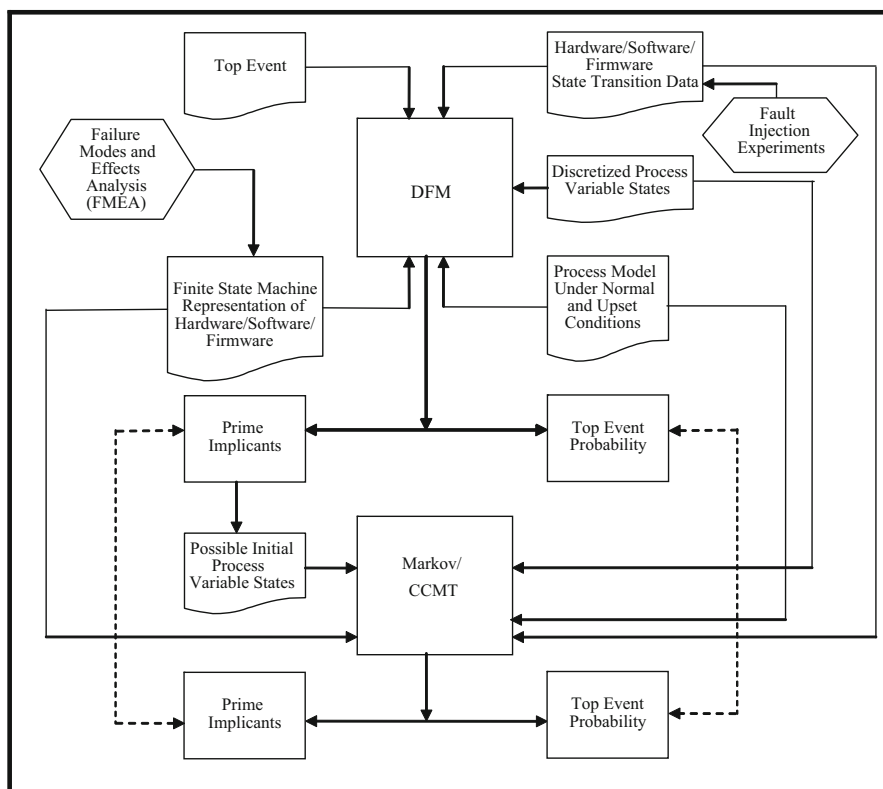 Top Event
Hardware/Software/
Firmware
State Transition Data
Failure
Modes and
Effects
Analysis
(FMEA)
Fault
Injection
Experiments
DFM
Discretized Process
Variable States
Finite State Machine
Representation of
Hardware/Software/
Firmware
Process Model
Under Normal
and Upset
Conditions
Prime
Implicants
Top Event
Probability
Possible Initial
Process
Variable States
Markov/
CCMT
Prime
Implicants
Top Event
Probability